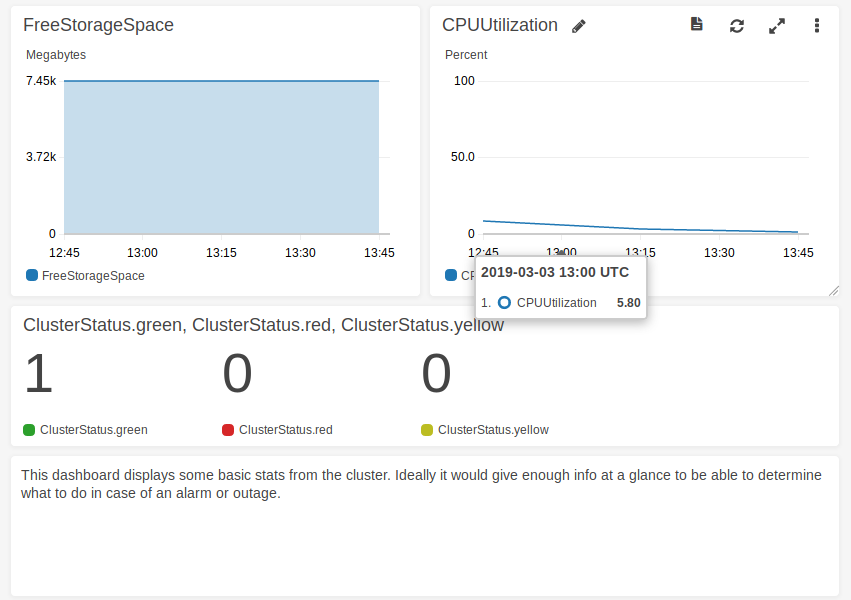 FreeStorageSpace
Megabytes
7.45k
3.72k
0
12:45 13:00 13:15 13:30 13:45
FreeStorageSpace
CPUUtilization
Percent
100
50.0
0
12:45 13:00 13:15 13:30 13:45
CP
2019-03-03 13:00 UTC
1. CPUUtilization 5.80
ClusterStatus.green, ClusterStatus.red, ClusterStatus.yellow
1 0 0
ClusterStatus.green ClusterStatus.red ClusterStatus.yellow
This dashboard displays some basic stats from the cluster. Ideally it would give enough info at a glance to be able to determine
what to do in case of an alarm or outage.